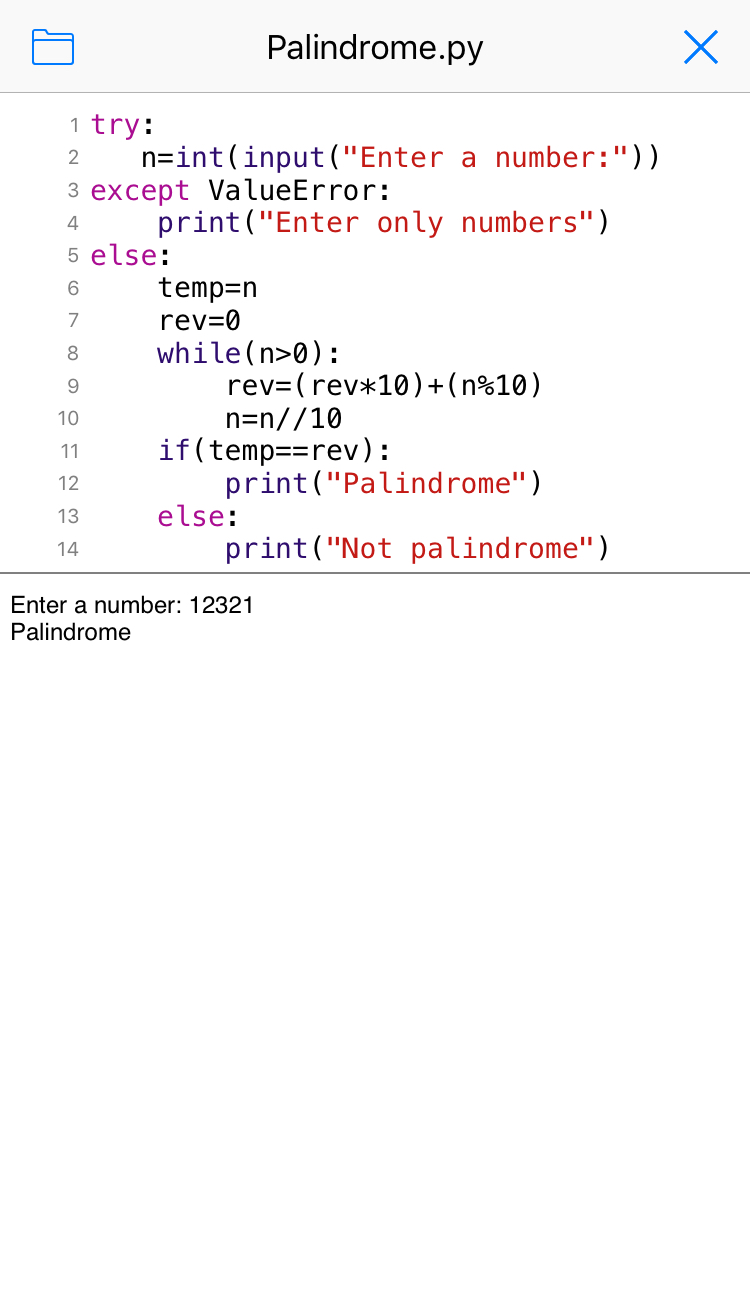 Palindrome.py
1 try:
2    n=int(input("Enter a number:"))
3 except ValueError:
4     print("Enter only numbers")
5 else:
6     temp=n
7     rev=0
8     while(n>0):
9         rev=(rev*10)+(n%10)
10         n=n//10
11     if(temp==rev):
12         print("Palindrome")
13     else:
14         print("Not palindrome")
Enter a number: 12321
Palindrome